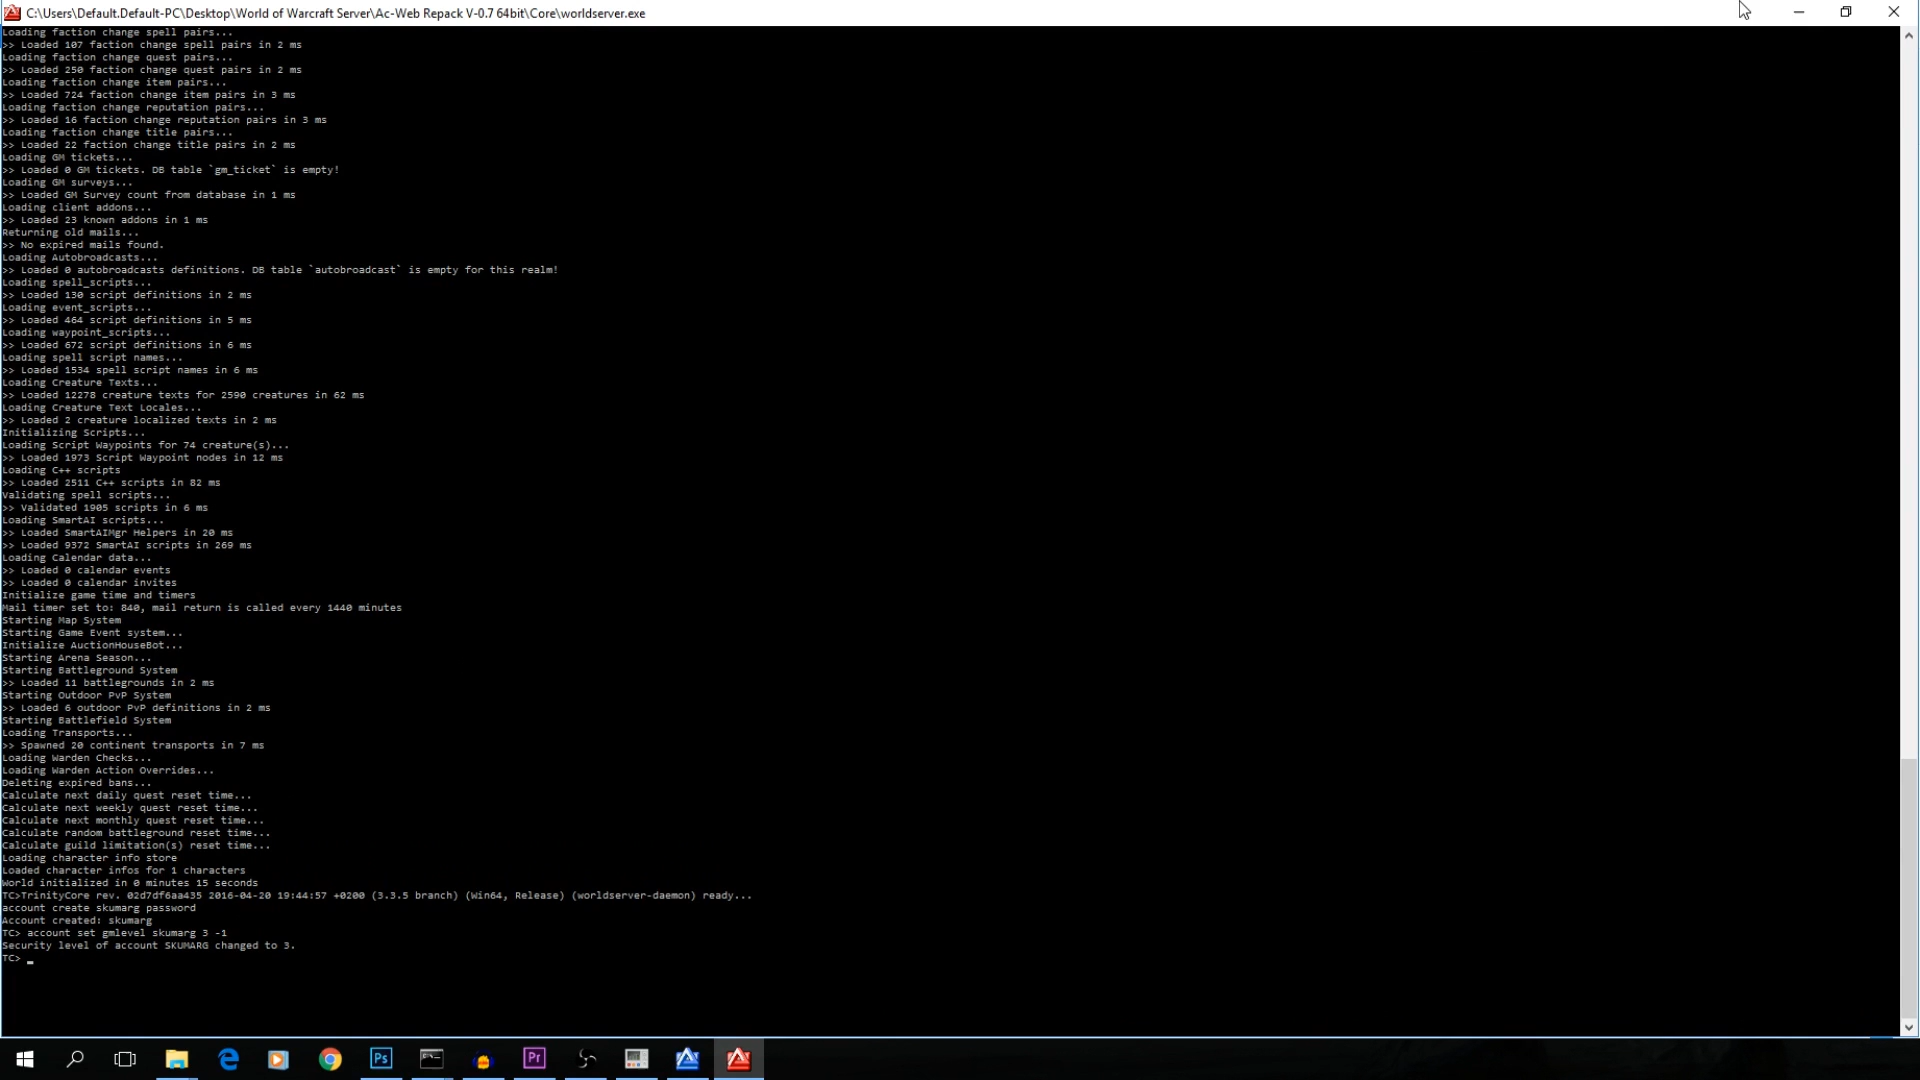 C:\Users\Default.Default-PC\Desktop\World of Warcraft Server\Ac-Web Repack V-0.7 64bit\Core\worldserver.exe
Loading faction change spell pairs...
>> Loaded 107 faction change spell pairs in 2 ms
Loading faction change quest pairs...
>> Loaded 250 faction change quest pairs in 2 ms
Loading faction change item pairs...
>> Loaded 724 faction change item pairs in 3 ms
Loading faction change reputation pairs...
>> Loaded 16 faction change reputation pairs in 3 ms
Loading faction change title pairs...
>> Loaded 22 faction change title pairs in 2 ms
Loading GM tickets...
>> Loaded 0 GM tickets. DB table `gm_ticket` is empty!
Loading GM surveys...
>> Loaded GM Survey count from database in 1 ms
Loading client addons...
>> Loaded 23 known addons in 1 ms
Returning old mails...
>> No expired mails found.
Loading Autobroadcasts...
>> Loaded 0 autobroadcasts definitions. DB table `autobroadcast` is empty for this realm!
Loading spell_scripts...
>> Loaded 130 script definitions in 2 ms
Loading event_scripts...
>> Loaded 464 script definitions in 5 ms
Loading waypoint_scripts...
>> Loaded 672 script definitions in 6 ms
Loading spell script names...
>> Loaded 1534 spell script names in 6 ms
Loading Creature Texts...
>> Loaded 12278 creature texts for 2590 creatures in 62 ms
Loading Creature Text Locales...
>> Loaded 2 creature localized texts in 2 ms
Initializing Scripts...
Loading Script Waypoints for 74 creature(s)...
>> Loaded 1973 Script Waypoint nodes in 12 ms
Loading C++ scripts
>> Loaded 2511 C++ scripts in 82 ms
Validating spell scripts...
>> Validated 1905 scripts in 6 ms
Loading SmartAI scripts...
>> Loaded SmartAIMgr Helpers in 20 ms
>> Loaded 9372 SmartAI scripts in 269 ms
Loading Calendar data...
>> Loaded 0 calendar events
>> Loaded 0 calendar invites
Initialize game time and timers
Mail timer set to: 840, mail return is called every 1440 minutes
Starting Map System
Starting Game Event system...
Initialize AuctionHouseBot...
Starting Arena Season...
Starting Battleground System
>> Loaded 11 battlegrounds in 2 ms
Starting Outdoor PvP System
>> Loaded 6 outdoor PvP definitions in 2 ms
Starting Battlefield System
Loading Transports...
>> Spawned 20 continent transports in 7 ms
Loading Warden Checks...
Loading Warden Action Overrides...
Deleting expired bans...
Calculate next daily quest reset time...
Calculate next weekly quest reset time...
Calculate next monthly quest reset time...
Calculate random battleground reset time...
Calculate guild limitation(s) reset time...
Loading character info store
Loaded character infos for 1 characters
World initialized in 0 minutes 15 seconds
TC>TrinityCore rev. 02d7df6aa435 2016-04-20 19:44:57 +0200 (3.3.5 branch) (Win64, Release) (worldserver-daemon) ready...
account create skumarg password
Account created: skumarg
TC> account set gmlevel skumarg 3 -1
Security level of account SKUMARG changed to 3.
TC> _
Ps
Pr